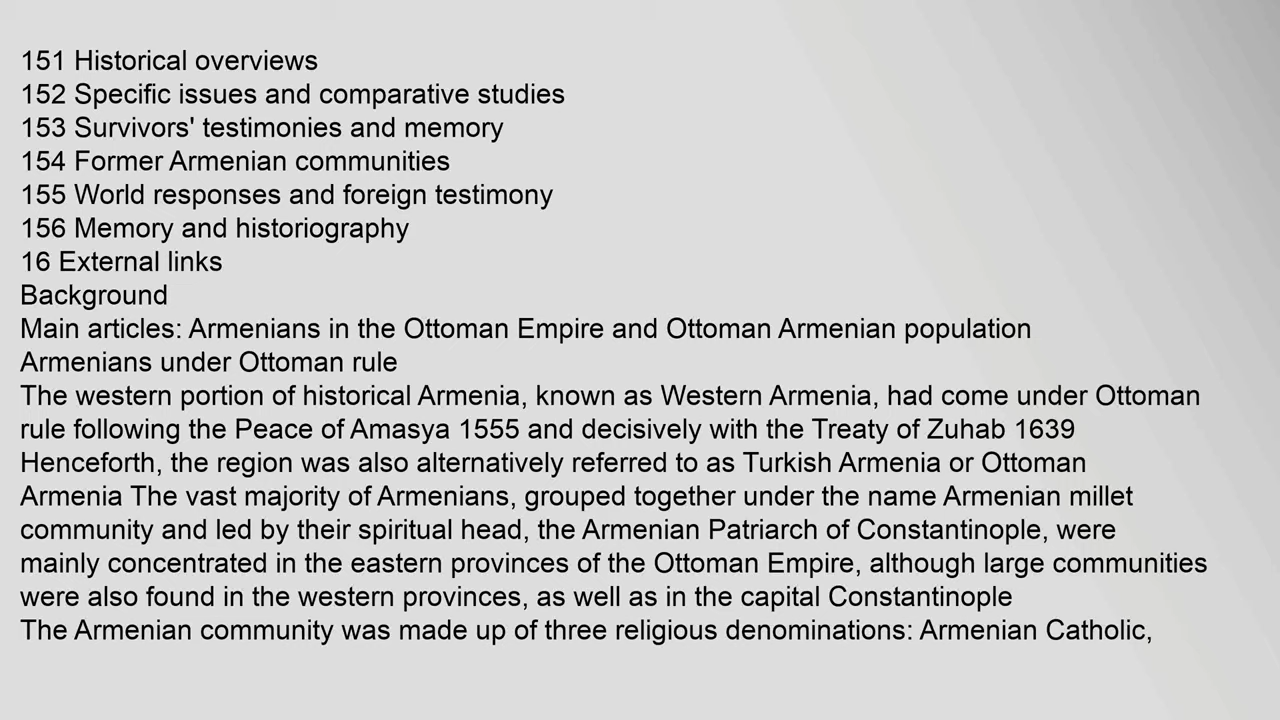 151 Historical overviews
152 Specific issues and comparative studies
153 Survivors' testimonies and memory
154 Former Armenian communities
155 World responses and foreign testimony
156 Memory and historiography
16 External links
Background
Main articles: Armenians in the Ottoman Empire and Ottoman Armenian population
Armenians under Ottoman rule
The western portion of historical Armenia, known as Western Armenia, had come under Ottoman
rule following the Peace of Amasya 1555 and decisively with the Treaty of Zuhab 1639
Henceforth, the region was also alternatively referred to as Turkish Armenia or Ottoman
Armenia The vast majority of Armenians, grouped together under the name Armenian millet
community and led by their spiritual head, the Armenian Patriarch of Constantinople, were
mainly concentrated in the eastern provinces of the Ottoman Empire, although large communities
were also found in the western provinces, as well as in the capital Constantinople
The Armenian community was made up of three religious denominations: Armenian Catholic,